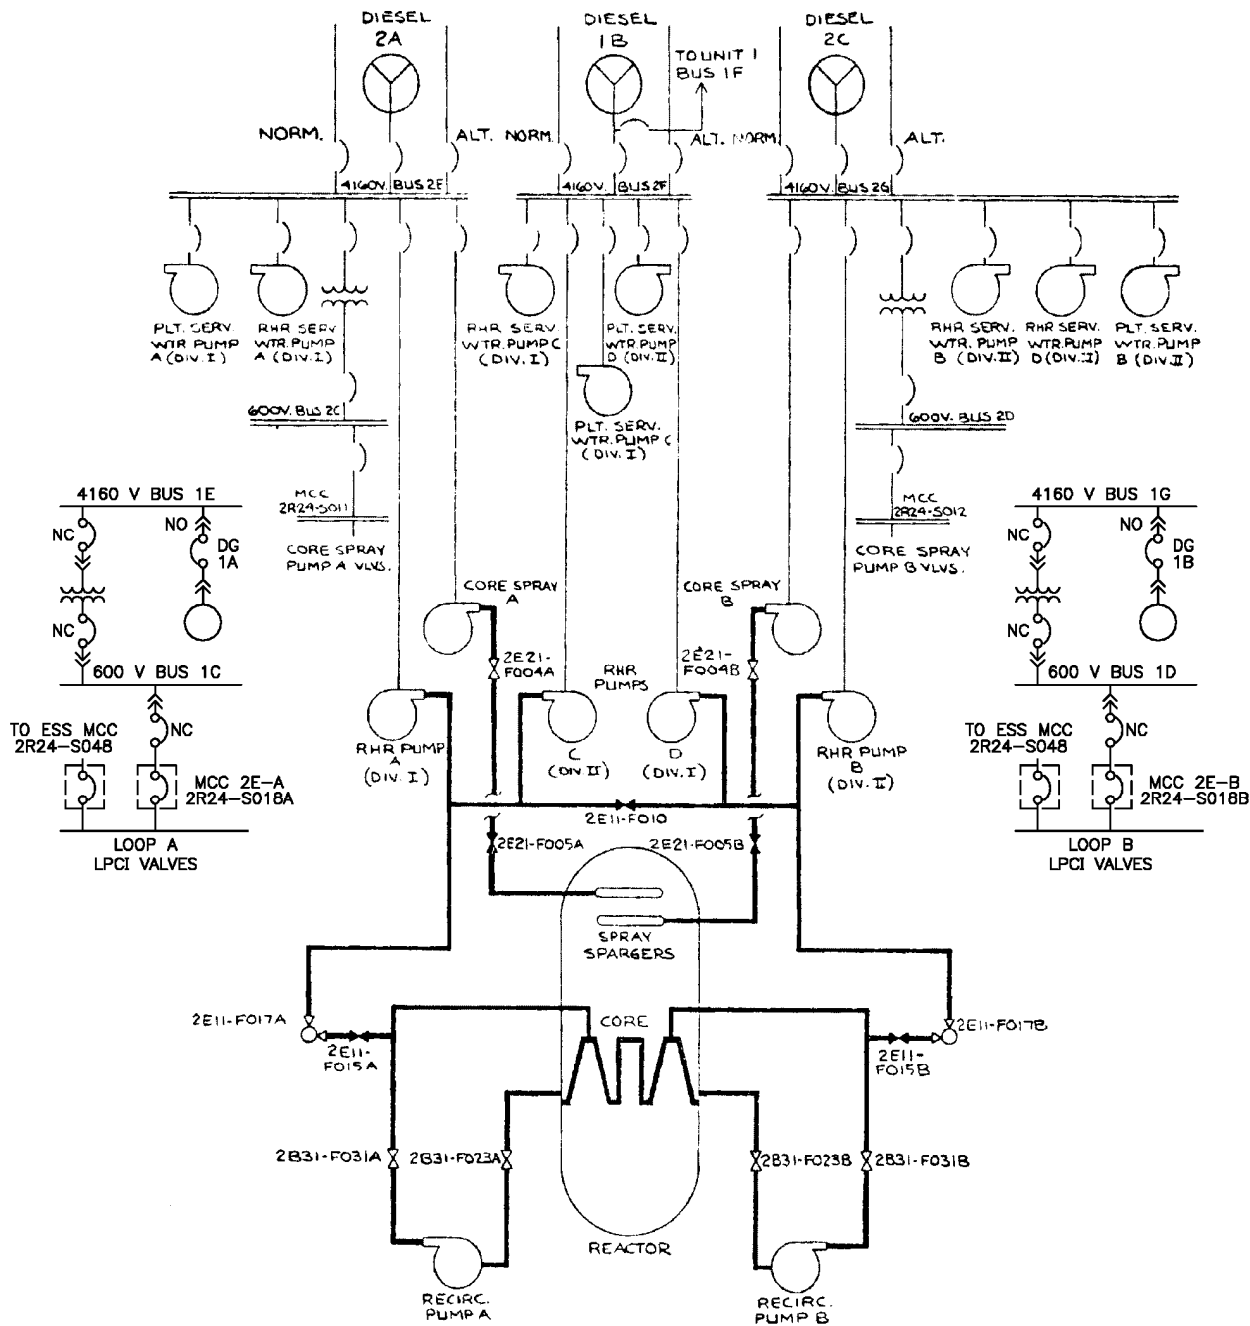 DIESEL
2A
DIESEL
1B
DIESEL
2C
TO UNIT 1
BUS 1F
NORM.
ALT.
NORM.
ALT.
NORM.
ALT.
4160V. BUS 2E
4160V. BUS 2F
4160V. BUS 2G
PLT. SERV.
WTR. PUMP
A (DIV. I)
RHR SERV.
WTR. PUMP
A (DIV. I)
RHR SERV.
WTR. PUMP C
(DIV. I)
PLT. SERV.
WTR. PUMP
D (DIV. II)
RHR SERV.
WTR. PUMP
B (DIV. II)
RHR SERV.
WTR. PUMP
D (DIV. II)
PLT. SERV.
WTR. PUMP
B (DIV. II)
PLT. SERV.
WTR. PUMP C
(DIV. I)
600V. BUS 2C
600V. BUS 2D
MCC
2R24-S011
MCC
2R24-S012
CORE SPRAY
PUMP A VLVS.
CORE SPRAY
PUMP B VLVS.
4160 V BUS 1E
NC
NO
DG
1A
NC
600 V BUS 1C
NC
TO ESS MCC
2R24-S048
MCC 2E-A
2R24-S018A
LOOP A
LPCI VALVES
4160 V BUS 1G
NC
NO
DG
1B
NC
600 V BUS 1D
NC
TO ESS MCC
2R24-S048
MCC 2E-B
2R24-S018B
LOOP B
LPCI VALVES
CORE SPRAY
A
CORE SPRAY
B
2E21-
F004A
2E21-
F004B
RHR
PUMPS
RHR PUMP
A
(DIV. I)
C
(DIV. II)
D
(DIV. I)
RHR PUMP
B
(DIV. II)
2E11-F010
2E21-F005A
2E21-F005B
SPRAY
SPARGERS
2E11-F017A
2E11-
F015A
CORE
2E11-F017B
2E11-
F015B
2B31-F031A
2B31-F023A
2B31-F023B
2B31-F031B
REACTOR
RECIRC.
PUMP A
RECIRC.
PUMP B